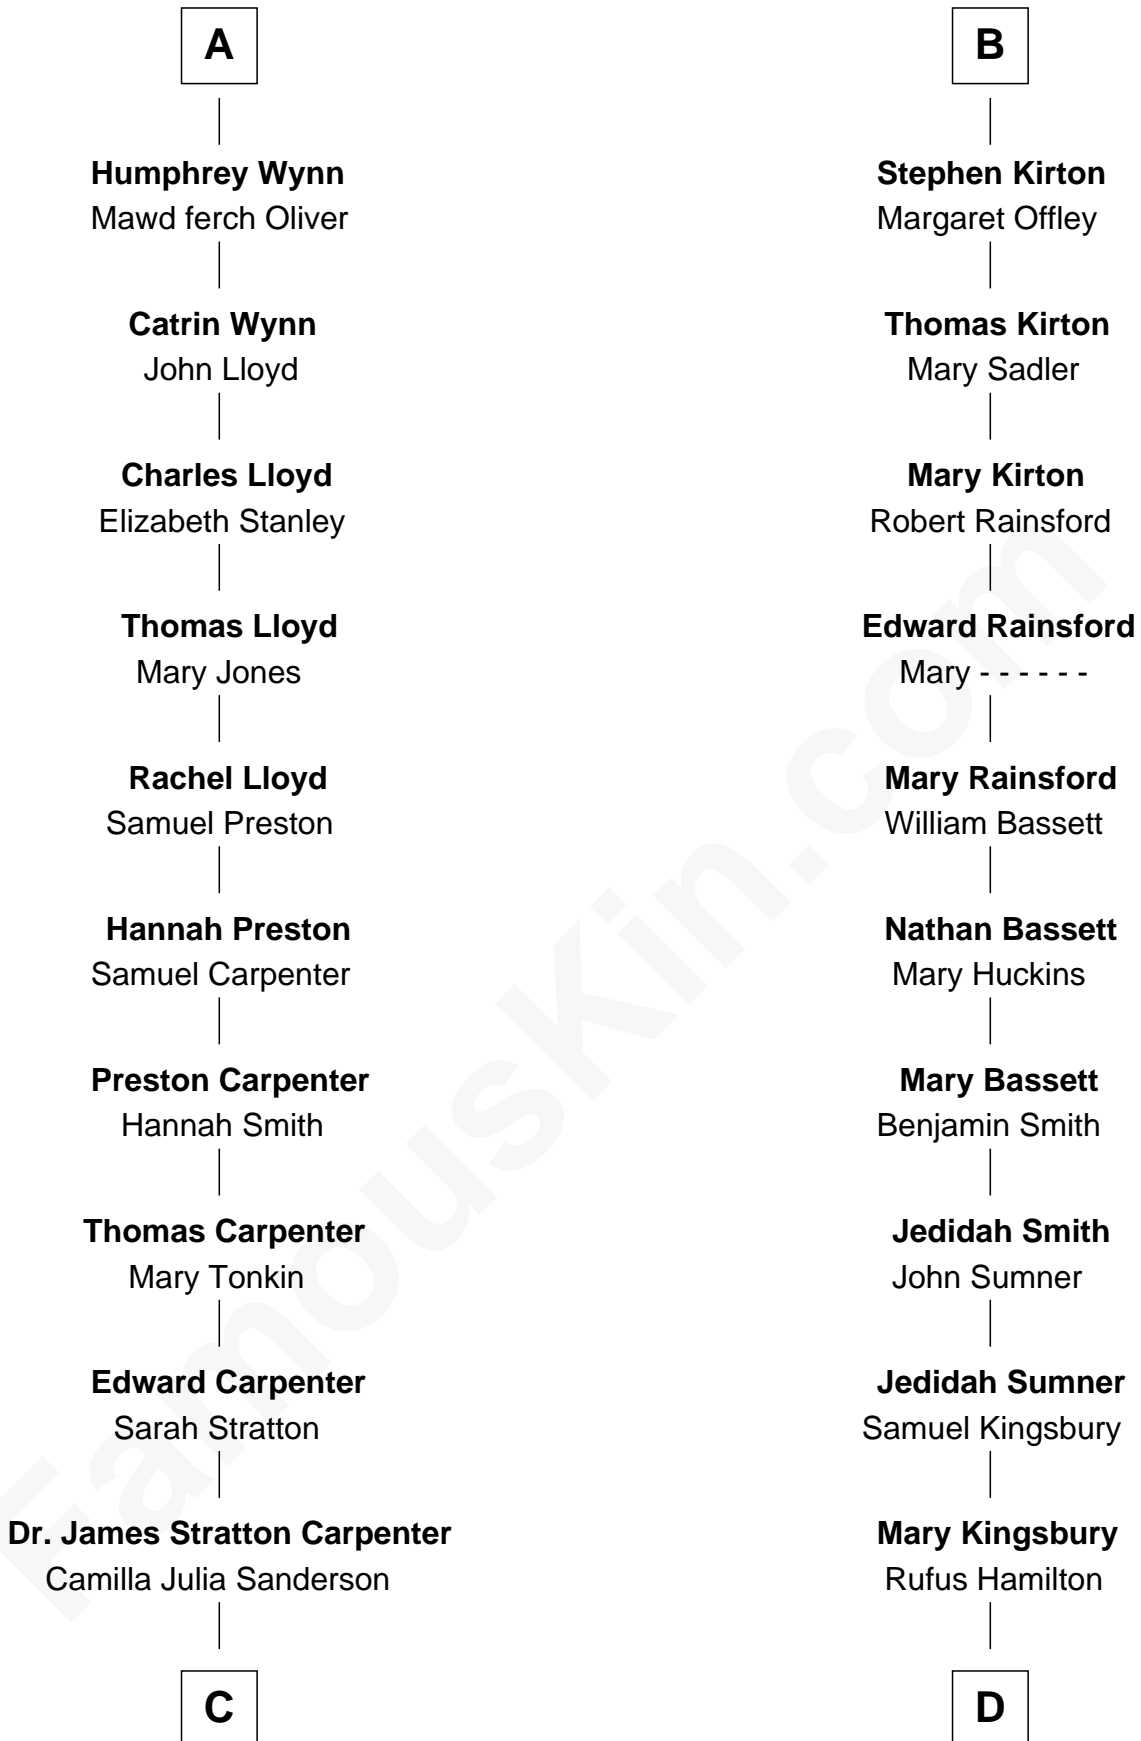 A
Humphrey Wynn
Mawd ferch Oliver
Catrin Wynn
John Lloyd
Charles Lloyd
Elizabeth Stanley
Thomas Lloyd
Mary Jones
Rachel Lloyd
Samuel Preston
Hannah Preston
Samuel Carpenter
Preston Carpenter
Hannah Smith
Thomas Carpenter
Mary Tonkin
Edward Carpenter
Sarah Stratton
Dr. James Stratton Carpenter
Camilla Julia Sanderson
C
B
Stephen Kirton
Margaret Offley
Thomas Kirton
Mary Sadler
Mary Kirton
Robert Rainsford
Edward Rainsford
Mary - - - - - -
Mary Rainsford
William Bassett
Nathan Bassett
Mary Huckins
Mary Bassett
Benjamin Smith
Jedidah Smith
John Sumner
Jedidah Sumner
Samuel Kingsbury
Mary Kingsbury
Rufus Hamilton
D
FamousKin.com